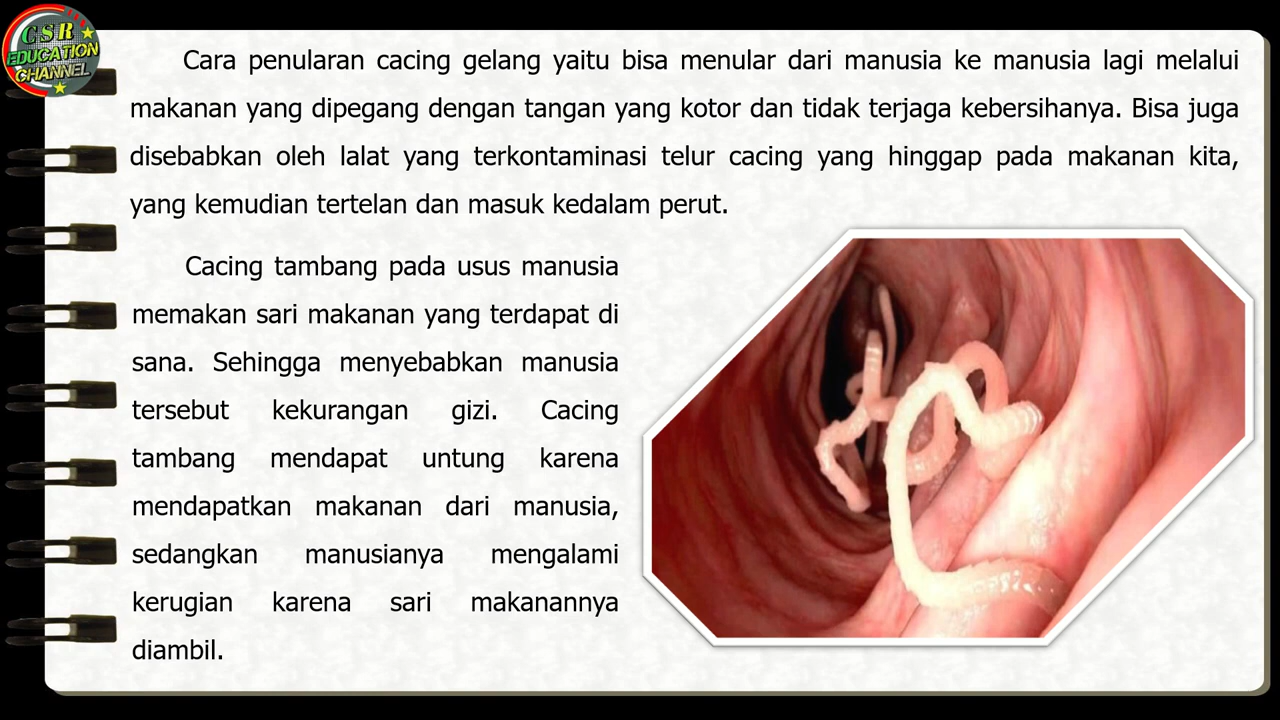 CSR
EDUCATION
CHANNEL
Cara penularan cacing gelang yaitu bisa menular dari manusia ke manusia lagi melalui
makanan yang dipegang dengan tangan yang kotor dan tidak terjaga kebersihanya. Bisa juga
disebabkan oleh lalat yang terkontaminasi telur cacing yang hinggap pada makanan kita,
yang kemudian tertelan dan masuk kedalam perut.
Cacing tambang pada usus manusia
memakan sari makanan yang terdapat di
sana. Sehingga menyebabkan manusia
tersebut kekurangan gizi. Cacing
tambang mendapat untung karena
mendapatkan makanan dari manusia,
sedangkan manusianya mengalami
kerugian karena sari makanannya
diambil.